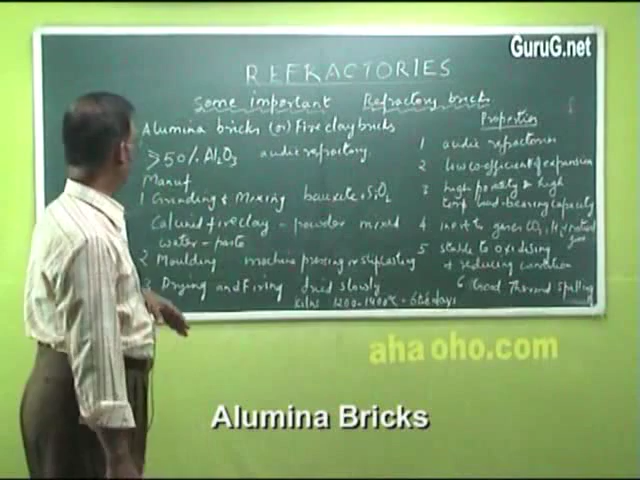 GuruG.net
REFRACTORIES
Some important Refractory bricks
Alumina bricks (or) Fireclay bricks
≥ 50% Al2O3 acidic refractory.
Manuf
1 Grinding & Mixing bauxite + SiO2
Calcined fireclay - powder mixed
water - paste
2 Moulding machine pressing or slipcasting
3 Drying and Firing dried slowly
kilns 1200-1400°C - 6 days
Properties
1 acidic refractories
2 low co-efficient of expansion
3 high porosity & high
temp load-bearing capacity
4 inert to gases CO2, H2, natural
gas
5 stable to oxidising
& reducing condition
6 Good Thermal spalling
aha oho.com
Alumina Bricks